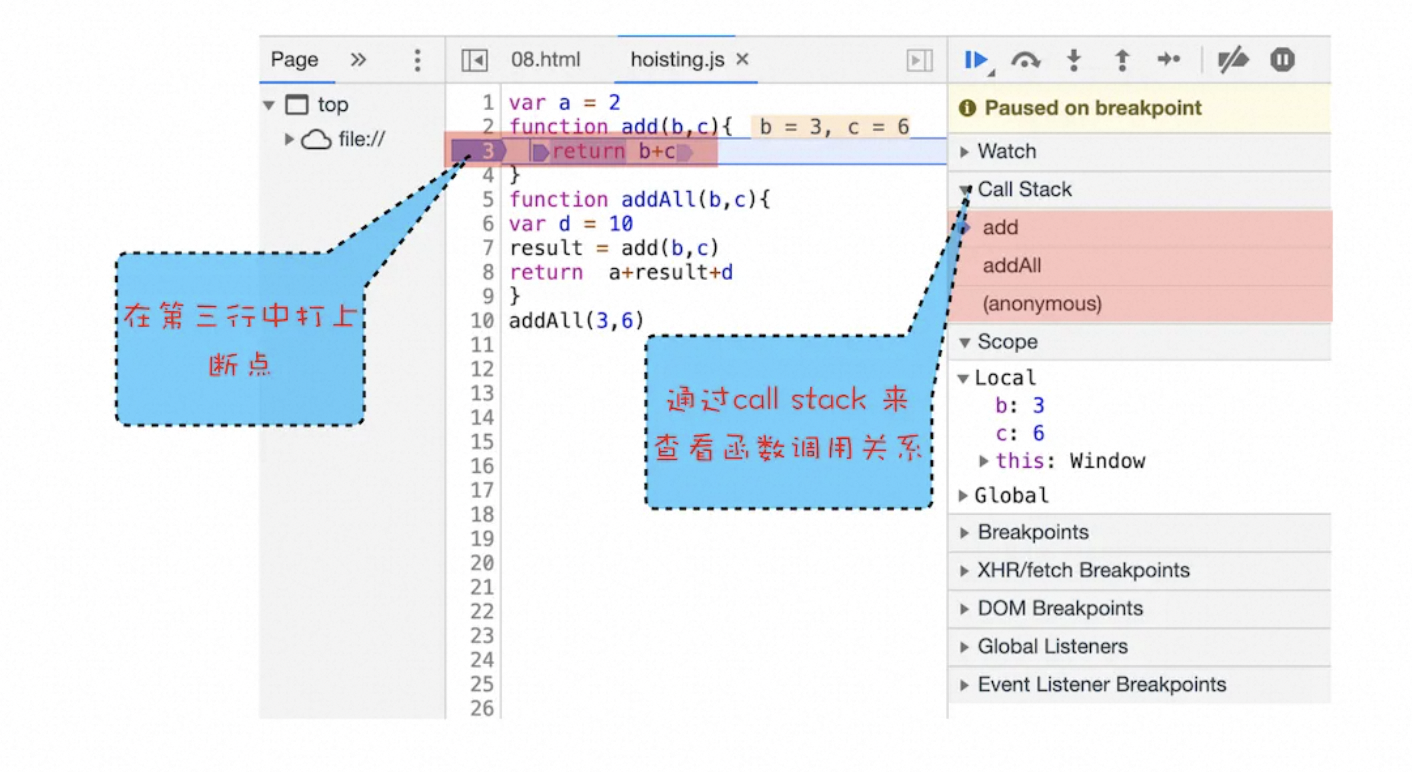 Page
top
file://
08.html
hoisting.js
1 var a = 2
2 function add(b,c){ b = 3, c = 6
3 return b+c
4 }
5 function addAll(b,c){
6 var d = 10
7 result = add(b,c)
8 return  a+result+d
9 }
10 addAll(3,6)
11
12
13
14
15
16
17
18
19
20
21
22
23
24
25
26
在第三行中打上
断点
通过call stack 来
查看函数调用关系
Paused on breakpoint
Watch
Call Stack
add
addAll
(anonymous)
Scope
Local
b: 3
c: 6
this: Window
Global
Breakpoints
XHR/fetch Breakpoints
DOM Breakpoints
Global Listeners
Event Listener Breakpoints